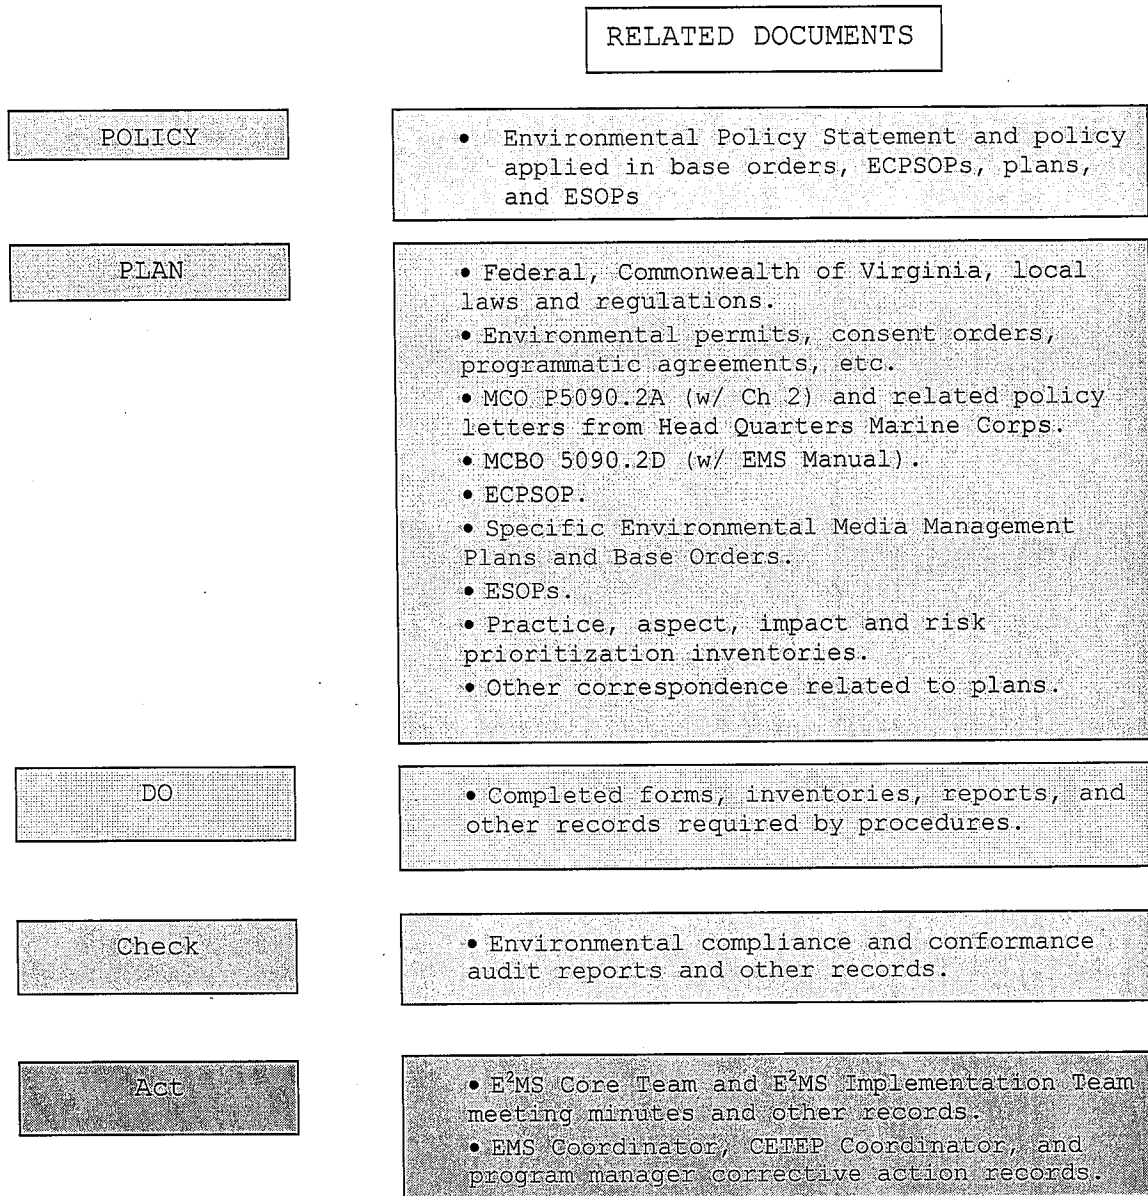 RELATED DOCUMENTS
POLICY
• Environmental Policy Statement and policy
applied in base orders, ECPSOPs, plans,
and ESOPs
PLAN
• Federal, Commonwealth of Virginia, local
laws and regulations.
• Environmental permits, consent orders,
programmatic agreements, etc.
• MCO P5090.2A (w/ Ch 2) and related policy
letters from Head Quarters Marine Corps.
• MCBO 5090.2D (w/ EMS Manual).
• ECPSOP.
• Specific Environmental Media Management
Plans and Base Orders.
• ESOPs.
• Practice, aspect, impact and risk
prioritization inventories.
• Other correspondence related to plans.
DO
• Completed forms, inventories, reports, and
other records required by procedures.
Check
• Environmental compliance and conformance
audit reports and other records.
Act
• E²MS Core Team and E²MS Implementation Team
meeting minutes and other records.
• EMS Coordinator, CETEP Coordinator, and
program manager corrective action records.